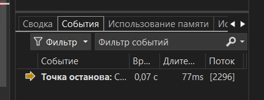 Сводка События Использование памяти
Фильтр Фильтр событий
Событие Вр... Длите... Поток
Точка останова: С... 0,07 с 77ms [2296]